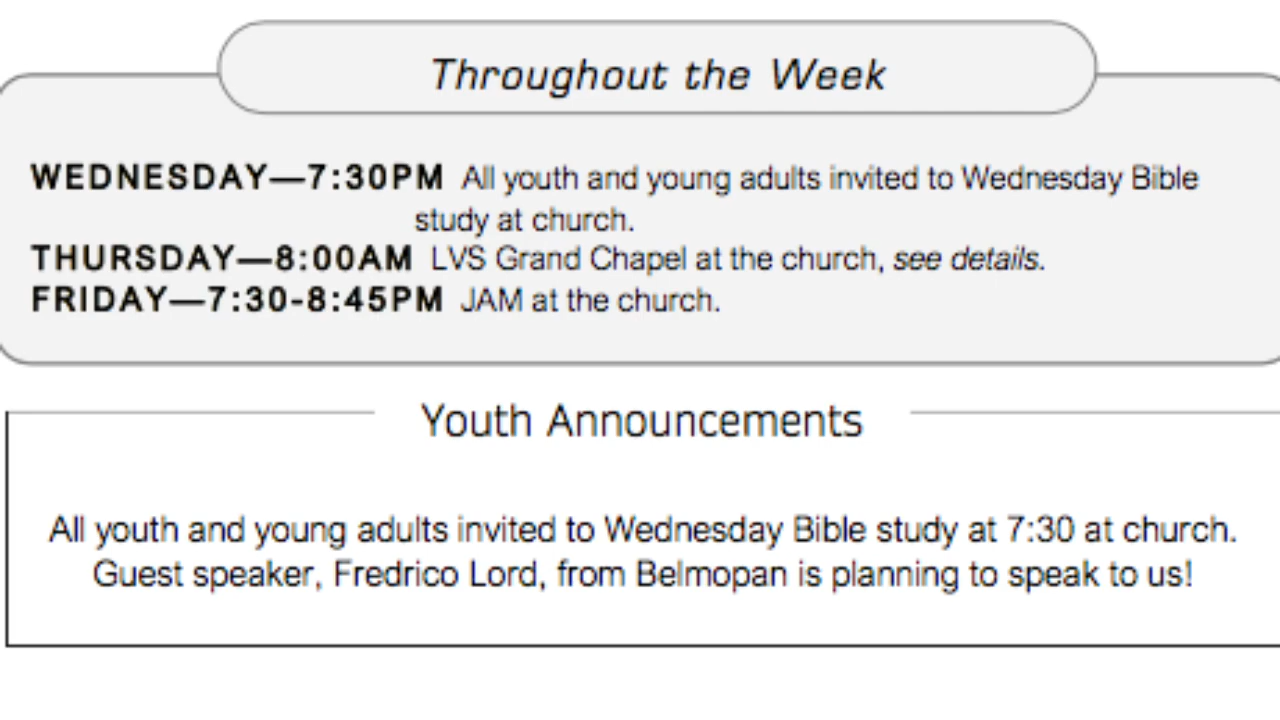 Throughout the Week
WEDNESDAY—7:30PM All youth and young adults invited to Wednesday Bible
study at church.
THURSDAY—8:00AM LVS Grand Chapel at the church, see details.
FRIDAY—7:30-8:45PM JAM at the church.
Youth Announcements
All youth and young adults invited to Wednesday Bible study at 7:30 at church.
Guest speaker, Fredrico Lord, from Belmopan is planning to speak to us!